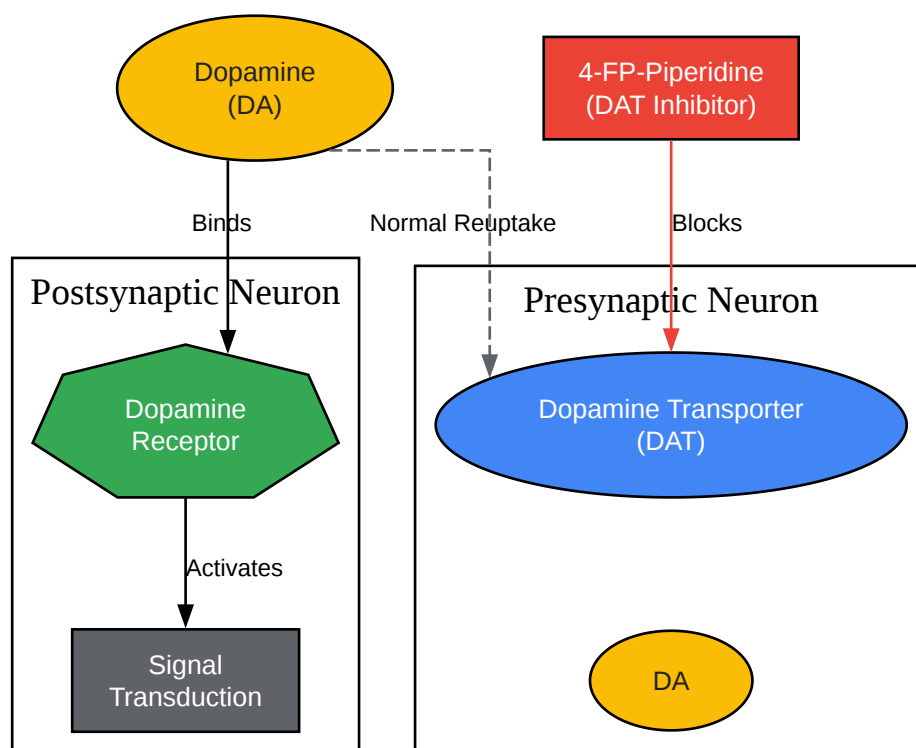 Dopamine
(DA)
4-FP-Piperidine
(DAT Inhibitor)
Binds
Normal Reuptake
Blocks
Postsynaptic Neuron
Presynaptic Neuron
Dopamine
Receptor
Dopamine Transporter
(DAT)
Activates
Signal
Transduction
DA